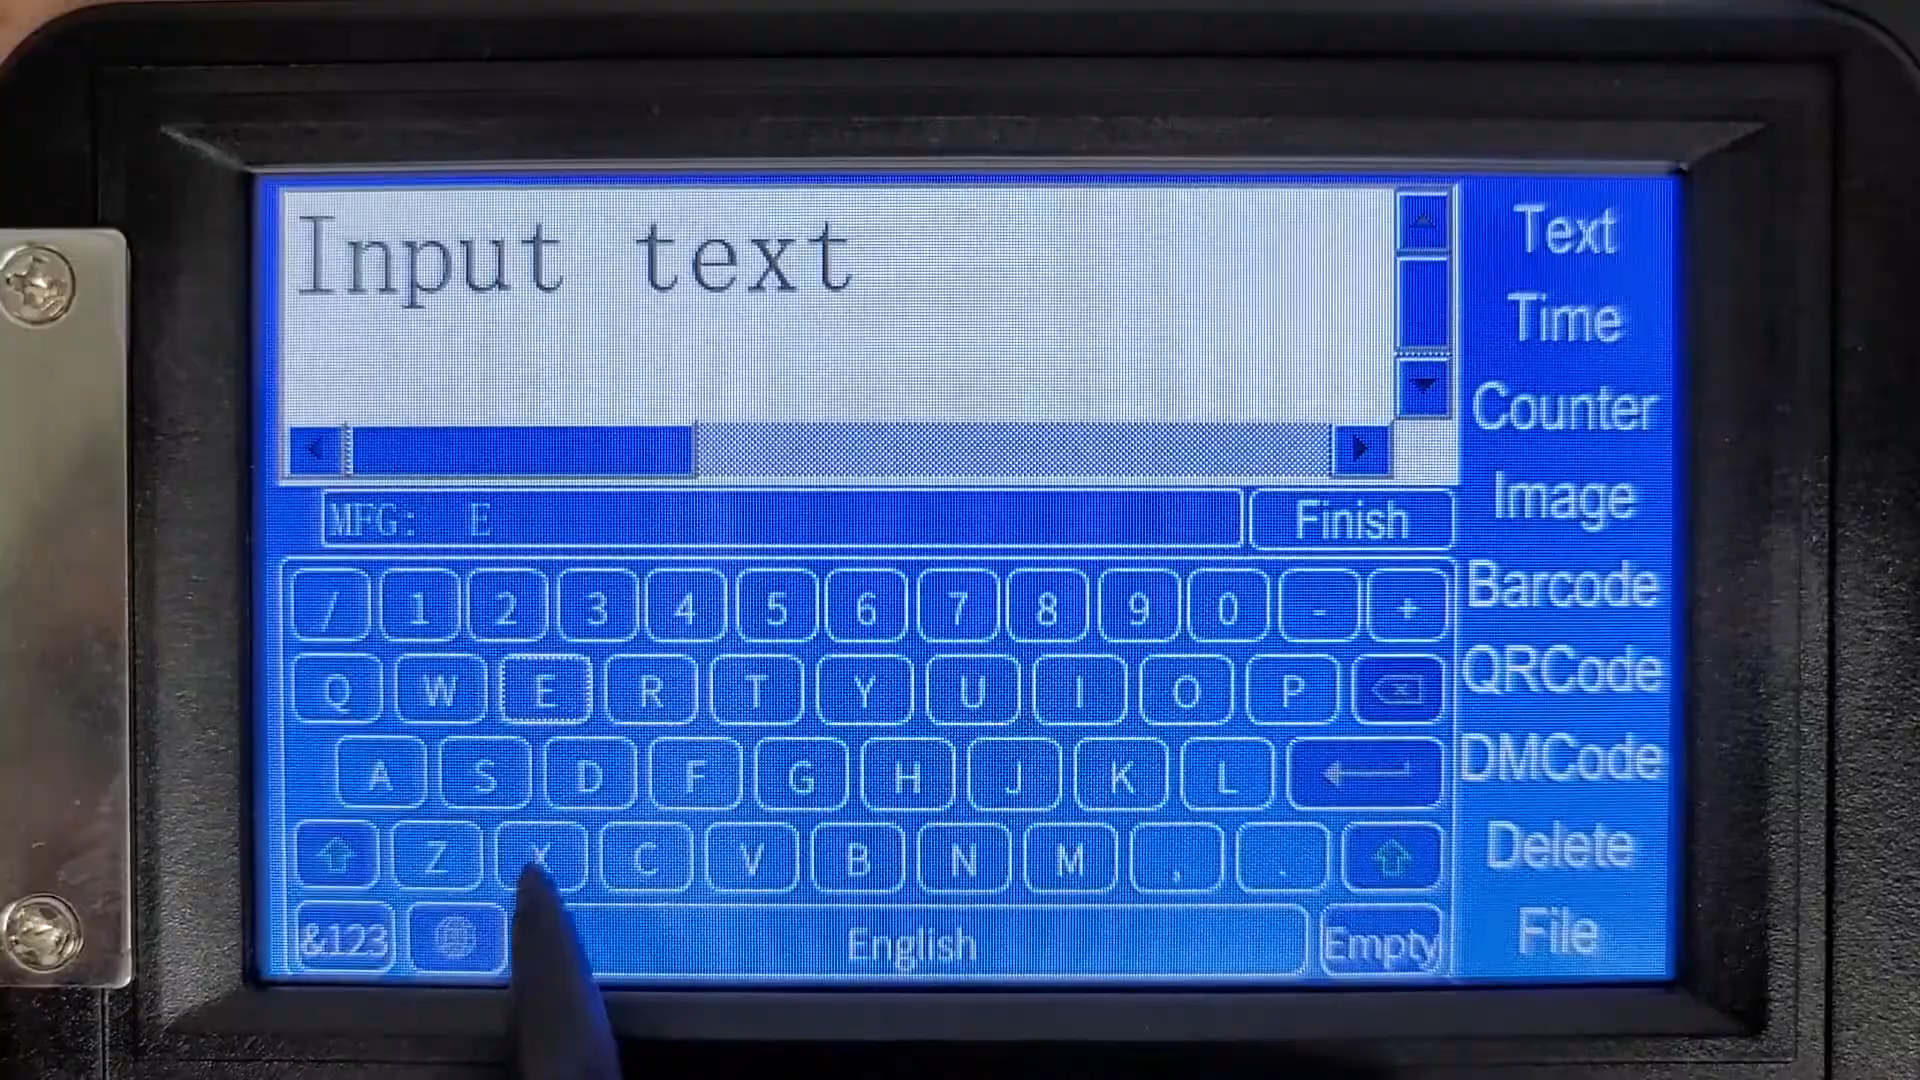 Input text
MFG: E
Finish
/ 1 2 3 4 5 6 7 8 9 0 - +
Q W E R T Y U I O P
A S D F G H J K L
Z X C V B N M , .
&123 English Empty
Text
Time
Counter
Image
Barcode
QRCode
DMCode
Delete
File